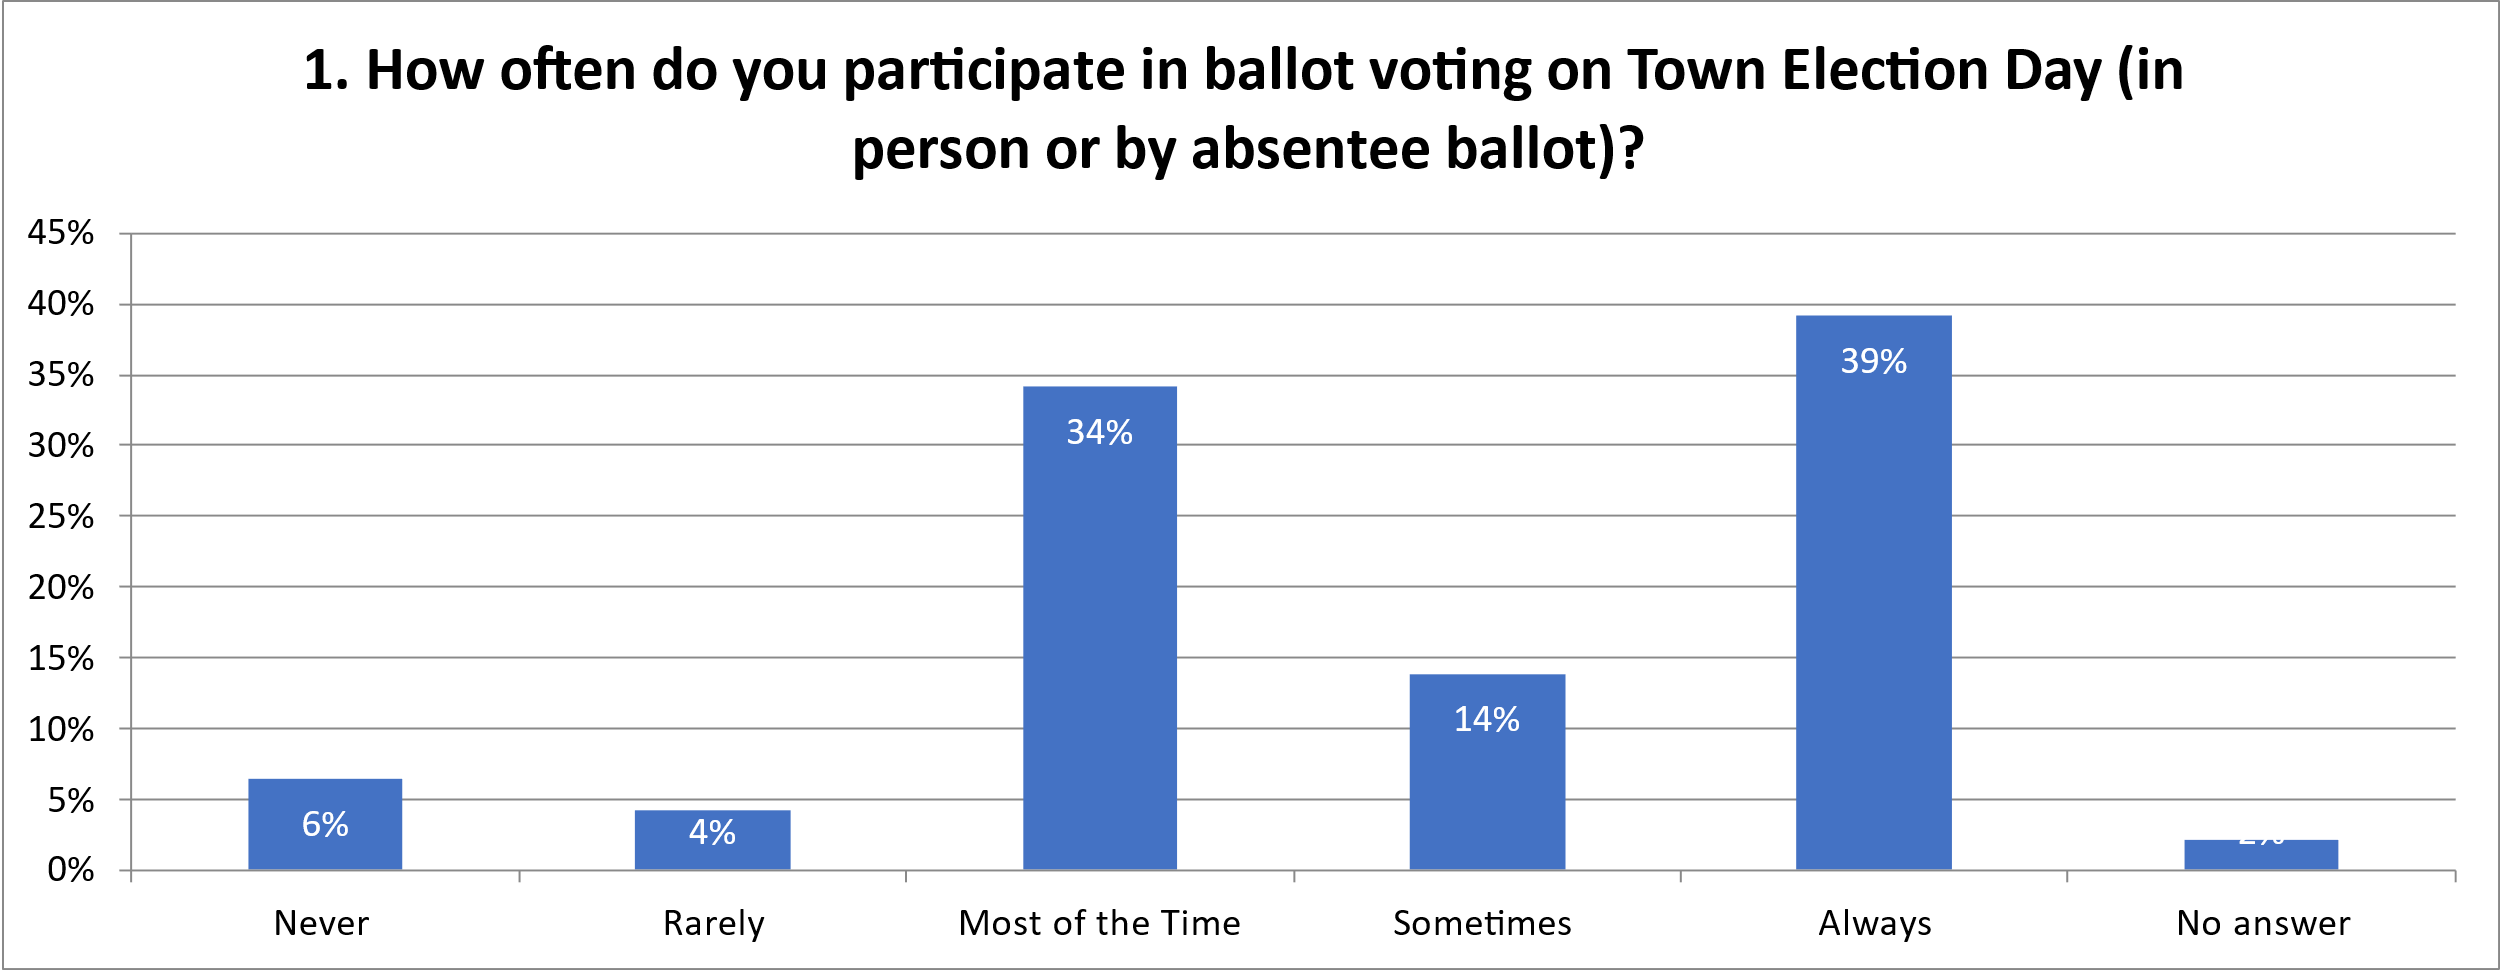 1. How often do you participate in ballot voting on Town Election Day (in
person or by absentee ballot)?
45%
40%
35%
30%
25%
20%
15%
10%
5%
0%
6%
4%
34%
14%
39%
2%
Never
Rarely
Most of the Time
Sometimes
Always
No answer